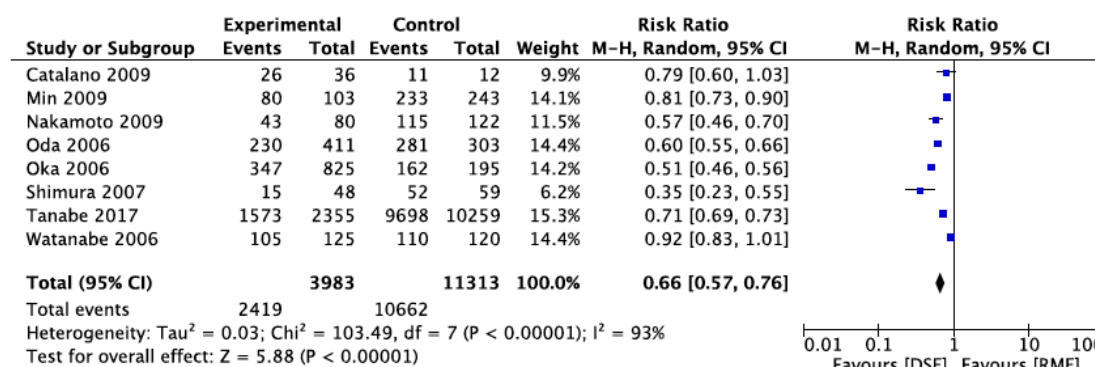 Experimental Control Risk Ratio Risk Ratio
Study or Subgroup Events Total Events Total Weight M-H, Random, 95% CI M-H, Random, 95% CI
Catalano 2009 26 36 11 12 9.9% 0.79 [0.60, 1.03]
Min 2009 80 103 233 243 14.1% 0.81 [0.73, 0.90]
Nakamoto 2009 43 80 115 122 11.5% 0.57 [0.46, 0.70]
Oda 2006 230 411 281 303 14.4% 0.60 [0.55, 0.66]
Oka 2006 347 825 162 195 14.2% 0.51 [0.46, 0.56]
Shimura 2007 15 48 52 59 6.2% 0.35 [0.23, 0.55]
Tanabe 2017 1573 2355 9698 10259 15.3% 0.71 [0.69, 0.73]
Watanabe 2006 105 125 110 120 14.4% 0.92 [0.83, 1.01]
Total (95% CI) 3983 11313 100.0% 0.66 [0.57, 0.76]
Total events 2419 10662
Heterogeneity: Tau² = 0.03; Chi² = 103.49, df = 7 (P < 0.00001); I² = 93%
Test for overall effect: Z = 5.88 (P < 0.00001)
0.01 0.1 1 10 100
Favours [DSE] Favours [RME]